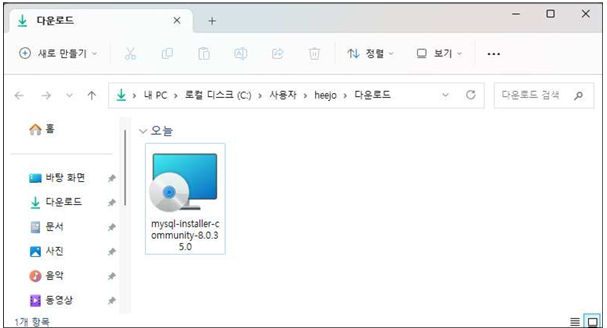 다운로드
새로 만들기
정렬
보기
내 PC > 로컬 디스크 (C:) > 사용자 > heejo > 다운로드
다운로드 검색
홈
바탕 화면
다운로드
문서
사진
음악
동영상
오늘
mysql-installer-c
ommunity-8.0.3
5.0
1개 항목